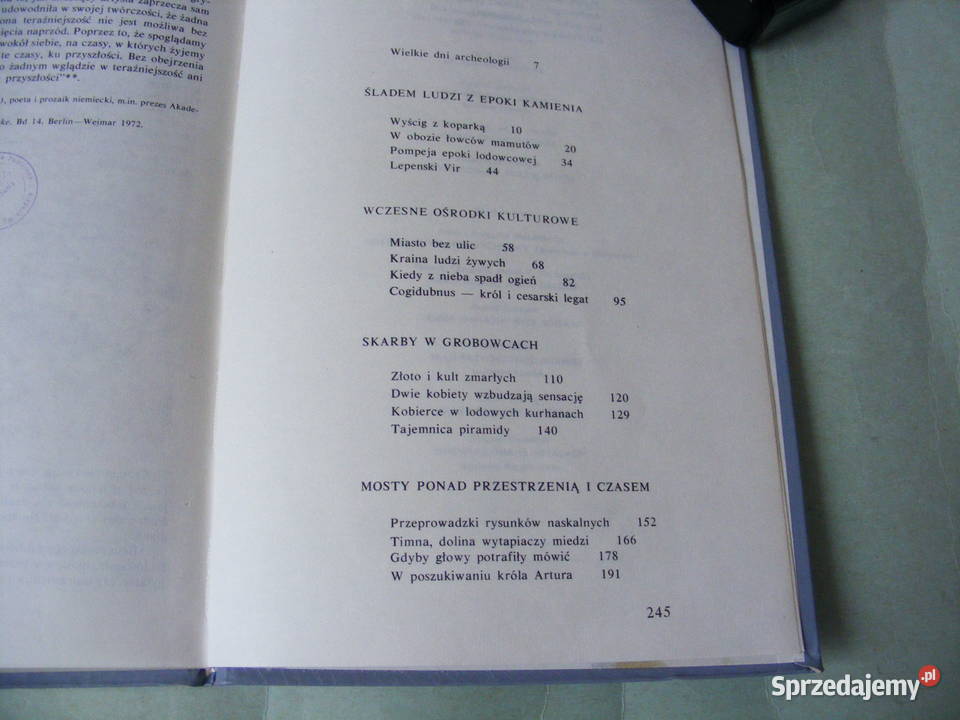 artysta zaprzecza sam
udowodniła w swojej twórczości, że żadna
ona teraźniejszość nie jest możliwa bez
ięcia naprzód. Poprzez to, że spoglądamy
wokół siebie, na czasy, w których żyjemy
te czasy, ku przyszłości. Bez obejrzenia
o żadnym wglądzie w teraźniejszość ani
przyszłości"**.
), poeta i prozaik niemiecki, m.in. prezes Akade-
ke. Bd 14. Berlin—Weimar 1972.
Wielkie dni archeologii 7
ŚLADEM LUDZI Z EPOKI KAMIENIA
Wyścig z koparką 10
W obozie łowców mamutów 20
Pompeja epoki lodowcowej 34
Lepenski Vir 44
WCZESNE OŚRODKI KULTUROWE
Miasto bez ulic 58
Kraina ludzi żywych 68
Kiedy z nieba spadł ogień 82
Cogidubnus — król i cesarski legat 95
SKARBY W GROBOWCACH
Złoto i kult zmarłych 110
Dwie kobiety wzbudzają sensację 120
Kobierce w lodowych kurhanach 129
Tajemnica piramidy 140
MOSTY PONAD PRZESTRZENIĄ I CZASEM
Przeprowadzki rysunków naskalnych 152
Timna, dolina wytapiaczy miedzi 166
Gdyby głowy potrafiły mówić 178
W poszukiwaniu króla Artura 191
245
Sprzedajemy.pl